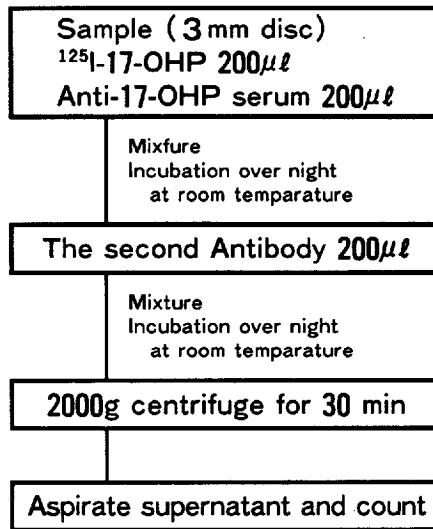 Sample (3mm disc)
¹²⁵I-17-OHP 200μℓ
Anti-17-OHP serum 200μℓ
Mixfure
Incubation over night
at room temparature
The second Antibody 200μℓ
Mixture
Incubation over night
at room temparature
2000g centrifuge for 30 min
Aspirate supernatant and count